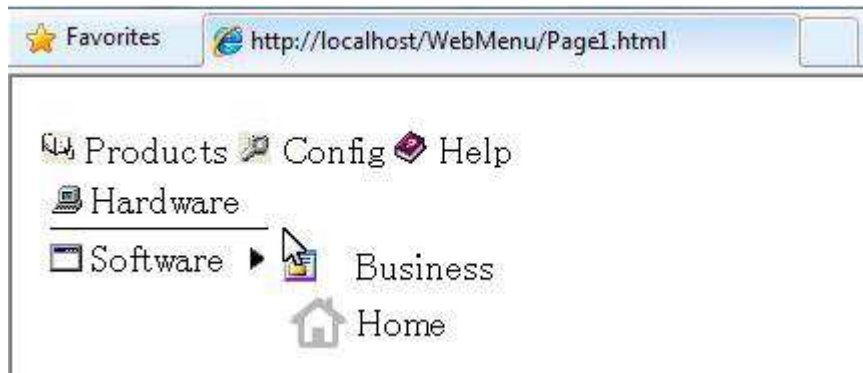 Favorites http://localhost/WebMenu/Page1.html
Products Config Help
Hardware
Software Business
Home